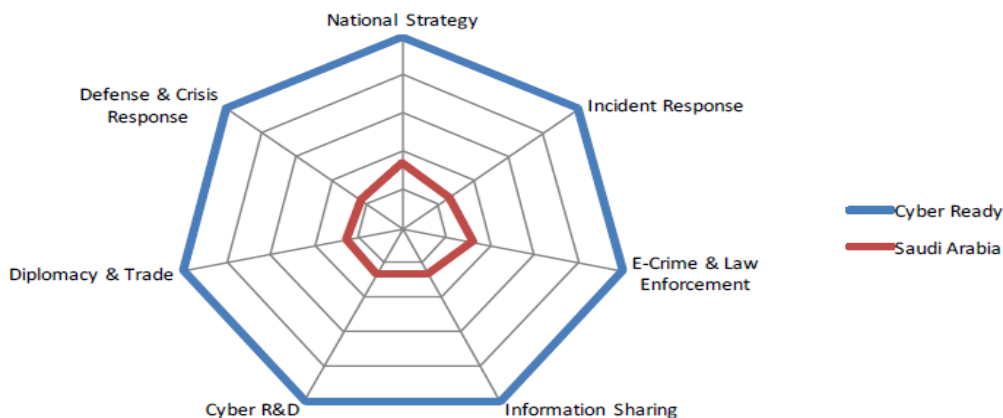 National Strategy
Defense & Crisis
Response
Incident Response
Cyber Ready
Saudi Arabia
Diplomacy & Trade
E-Crime & Law
Enforcement
Cyber R&D
Information Sharing